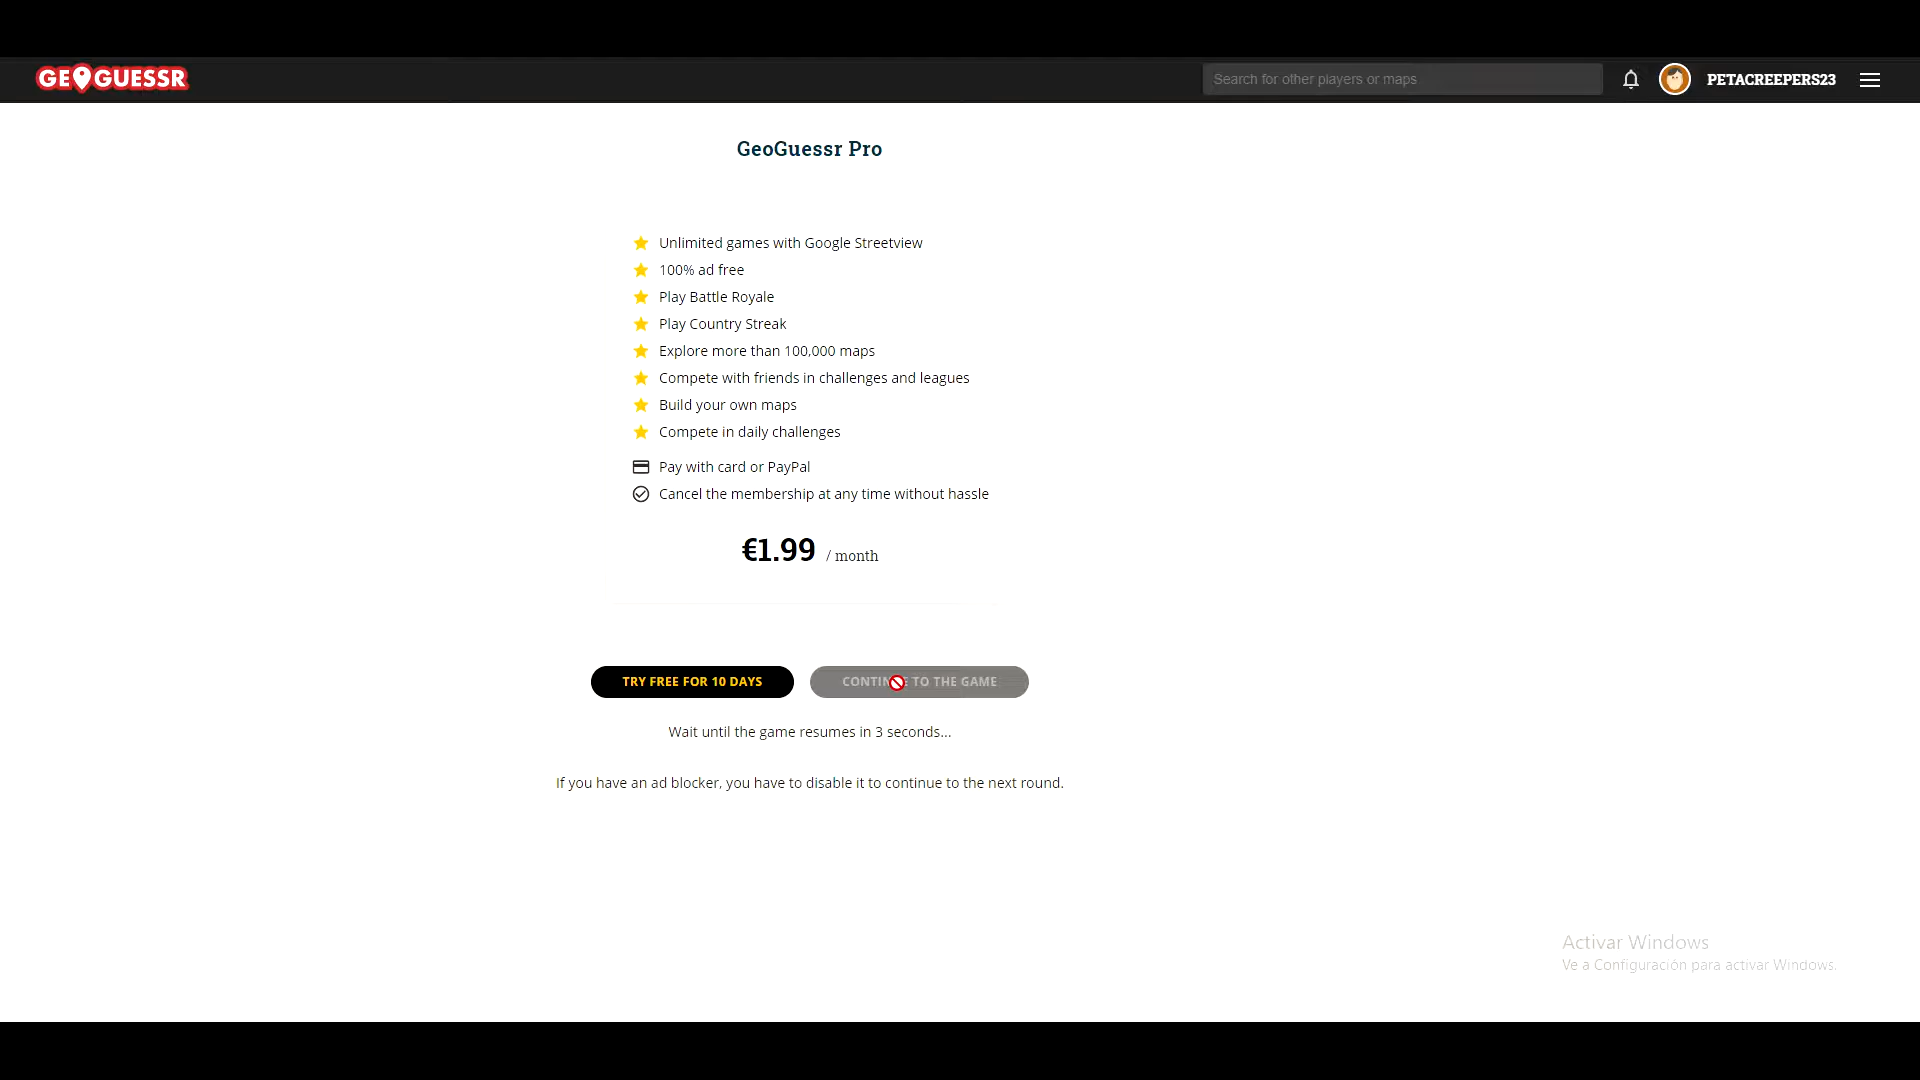 GEOGUESSR
Search for other players or maps
PETACREEPERS23
GeoGuessr Pro
Unlimited games with Google Streetview
100% ad free
Play Battle Royale
Play Country Streak
Explore more than 100,000 maps
Compete with friends in challenges and leagues
Build your own maps
Compete in daily challenges
Pay with card or PayPal
Cancel the membership at any time without hassle
€1.99 / month
TRY FREE FOR 10 DAYS
CONTINUE TO THE GAME
Wait until the game resumes in 3 seconds...
If you have an ad blocker, you have to disable it to continue to the next round.
Activar Windows
Ve a Configuración para activar Windows.